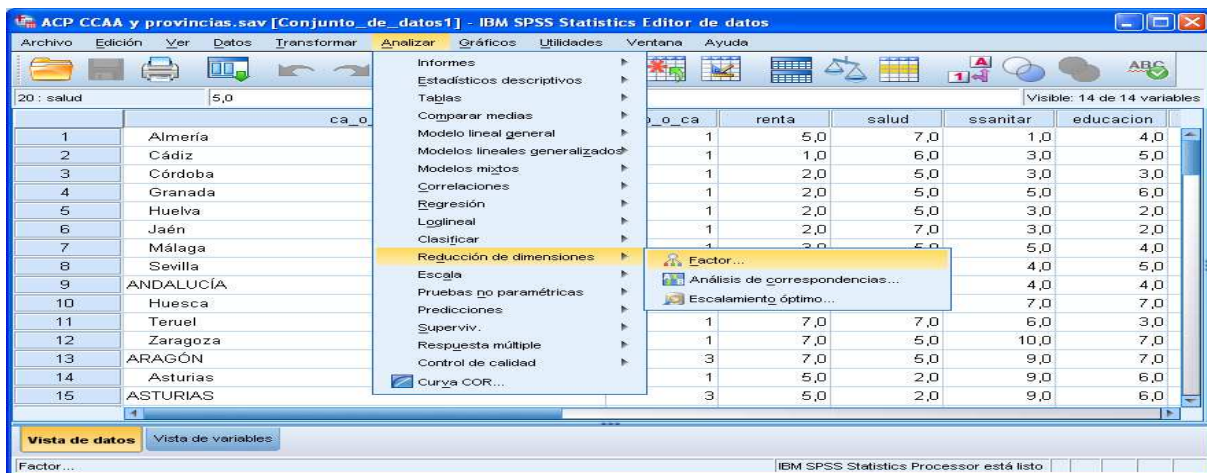 ACP CCAA y provincias.sav [Conjunto_de_datos1] - IBM SPSS Statistics Editor de datos
Archivo Edición Ver Datos Transformar Analizar Gráficos Utilidades Ventana Ayuda
20 : salud 5,0 Visible: 14 de 14 variables
ca_o renta salud ssanitar educacion
1 Almería 1 5,0 7,0 1,0 4,0
2 Cádiz 1 1,0 6,0 3,0 5,0
3 Córdoba 1 2,0 5,0 3,0 3,0
4 Granada 1 2,0 5,0 5,0 6,0
5 Huelva 1 2,0 5,0 3,0 2,0
6 Jaén 1 2,0 7,0 3,0 2,0
7 Málaga 5,0 4,0
8 Sevilla 4,0 5,0
9 ANDALUCÍA 4,0 4,0
10 Huesca 7,0 7,0
11 Teruel 1 7,0 7,0 6,0 3,0
12 Zaragoza 1 7,0 5,0 10,0 7,0
13 ARAGÓN 3 7,0 5,0 9,0 7,0
14 Asturias 1 5,0 2,0 9,0 6,0
15 ASTURIAS 3 5,0 2,0 9,0 6,0
Informes
Estadísticos descriptivos
Tablas
Comparar medias
Modelo lineal general
Modelos lineales generalizados
Modelos mixtos
Correlaciones
Regresión
Loglineal
Clasificar
Reducción de dimensiones
Escala
Pruebas no paramétricas
Predicciones
Superviv.
Respuesta múltiple
Control de calidad
Curva COR...
Factor...
Análisis de correspondencias...
Escalamiento óptimo...
Vista de datos Vista de variables
Factor... IBM SPSS Statistics Processor está listo